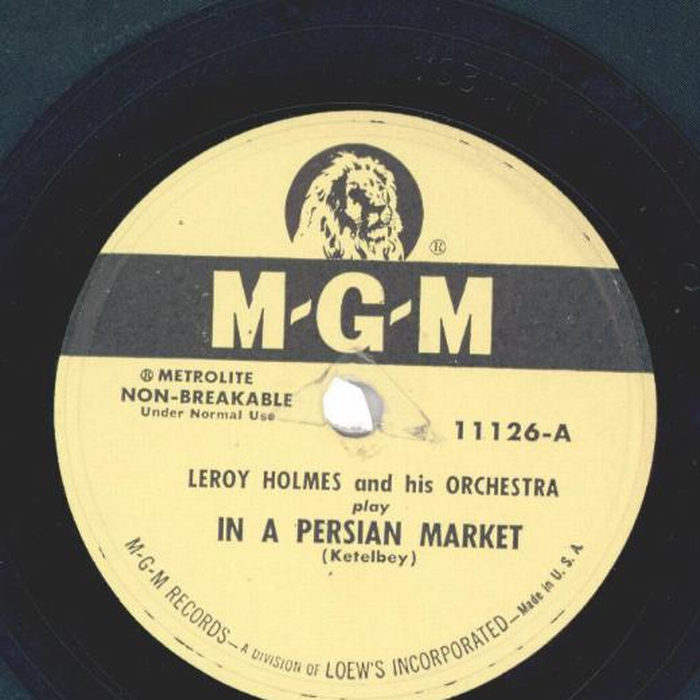 ®
M-G-M
® METROLITE
NON-BREAKABLE
Under Normal Use
11126-A
LEROY HOLMES and his ORCHESTRA
play
IN A PERSIAN MARKET
(Ketelbey)
M-G-M RECORDS—A DIVISION OF LOEW'S INCORPORATED—Made in U. S. A.